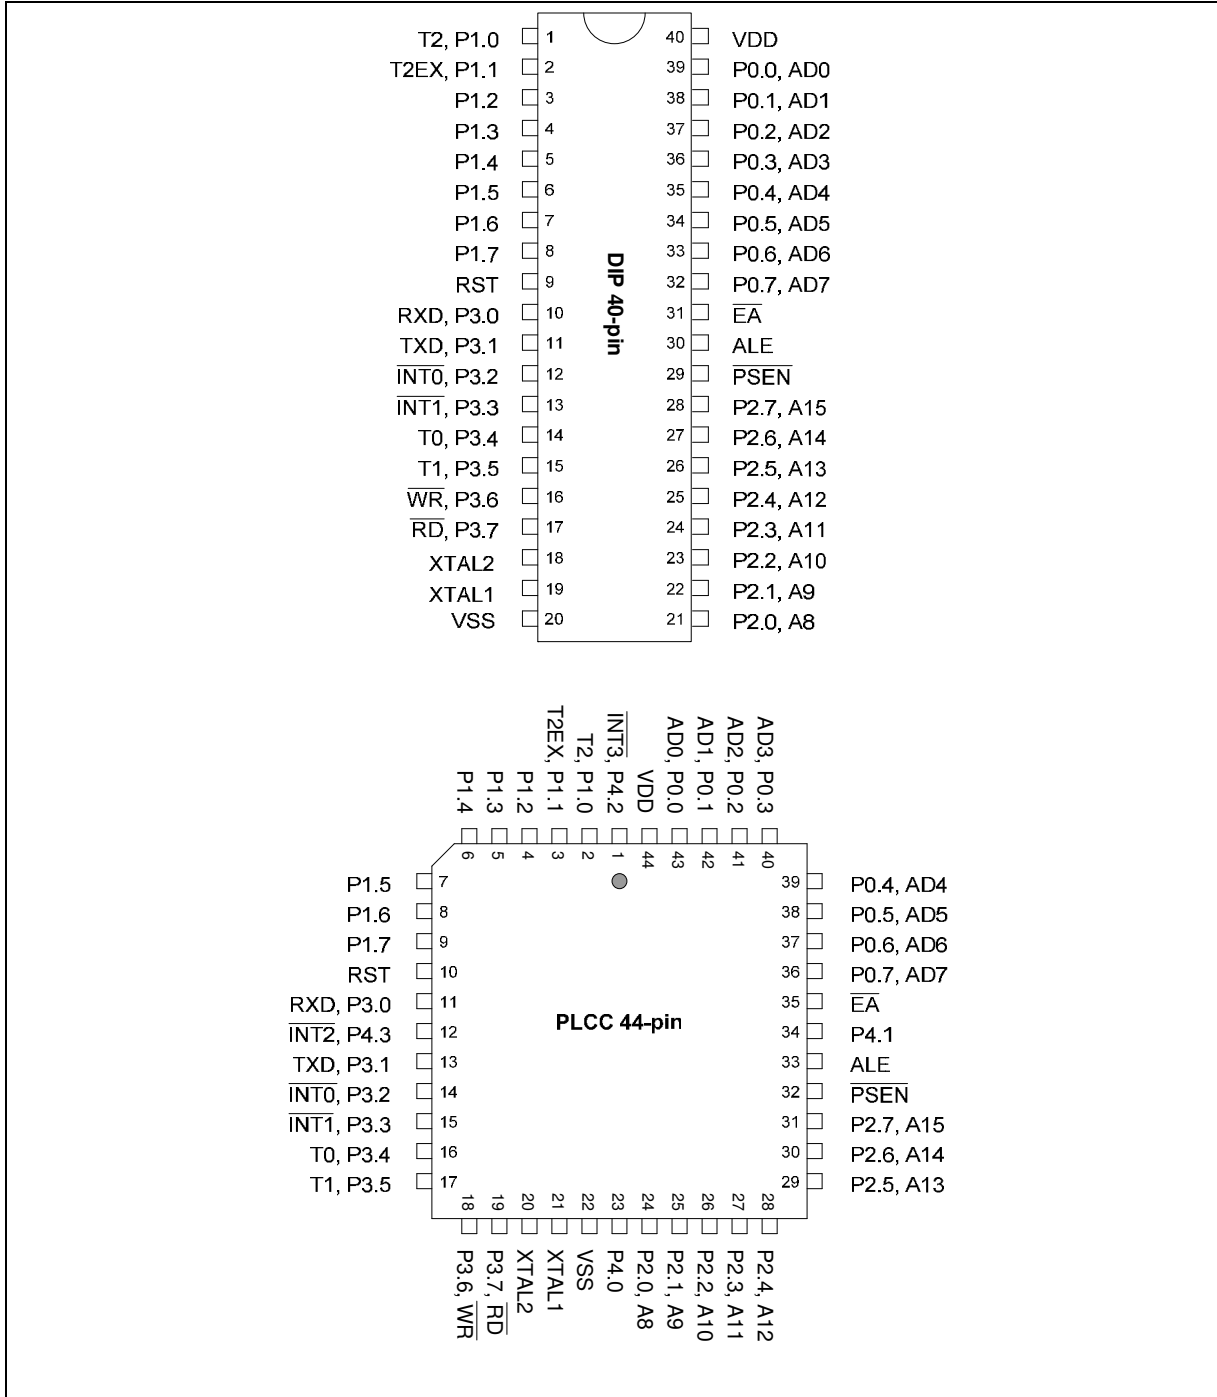 T2, P1.0 1 40 VDD
T2EX, P1.1 2 39 P0.0, AD0
P1.2 3 38 P0.1, AD1
P1.3 4 37 P0.2, AD2
P1.4 5 36 P0.3, AD3
P1.5 6 35 P0.4, AD4
P1.6 7 34 P0.5, AD5
P1.7 8 33 P0.6, AD6
RST 9 32 P0.7, AD7
RXD, P3.0 10 31 EA
TXD, P3.1 11 30 ALE
INT0, P3.2 12 29 PSEN
INT1, P3.3 13 28 P2.7, A15
T0, P3.4 14 27 P2.6, A14
T1, P3.5 15 26 P2.5, A13
WR, P3.6 16 25 P2.4, A12
RD, P3.7 17 24 P2.3, A11
XTAL2 18 23 P2.2, A10
XTAL1 19 22 P2.1, A9
VSS 20 21 P2.0, A8
DIP 40-pin
P1.4
P1.3
P1.2
T2EX, P1.1
T2, P1.0
INT3, P4.2
VDD
AD0, P0.0
AD1, P0.1
AD2, P0.2
AD3, P0.3
6 5 4 3 2 1 44 43 42 41 40
P1.5 7 39 P0.4, AD4
P1.6 8 38 P0.5, AD5
P1.7 9 37 P0.6, AD6
RST 10 36 P0.7, AD7
RXD, P3.0 11 35 EA
INT2, P4.3 12 34 P4.1
TXD, P3.1 13 33 ALE
INT0, P3.2 14 32 PSEN
INT1, P3.3 15 31 P2.7, A15
T0, P3.4 16 30 P2.6, A14
T1, P3.5 17 29 P2.5, A13
PLCC 44-pin
18 19 20 21 22 23 24 25 26 27 28
P3.6, WR
P3.7, RD
XTAL2
XTAL1
VSS
P4.0
P2.0, A8
P2.1, A9
P2.2, A10
P2.3, A11
P2.4, A12